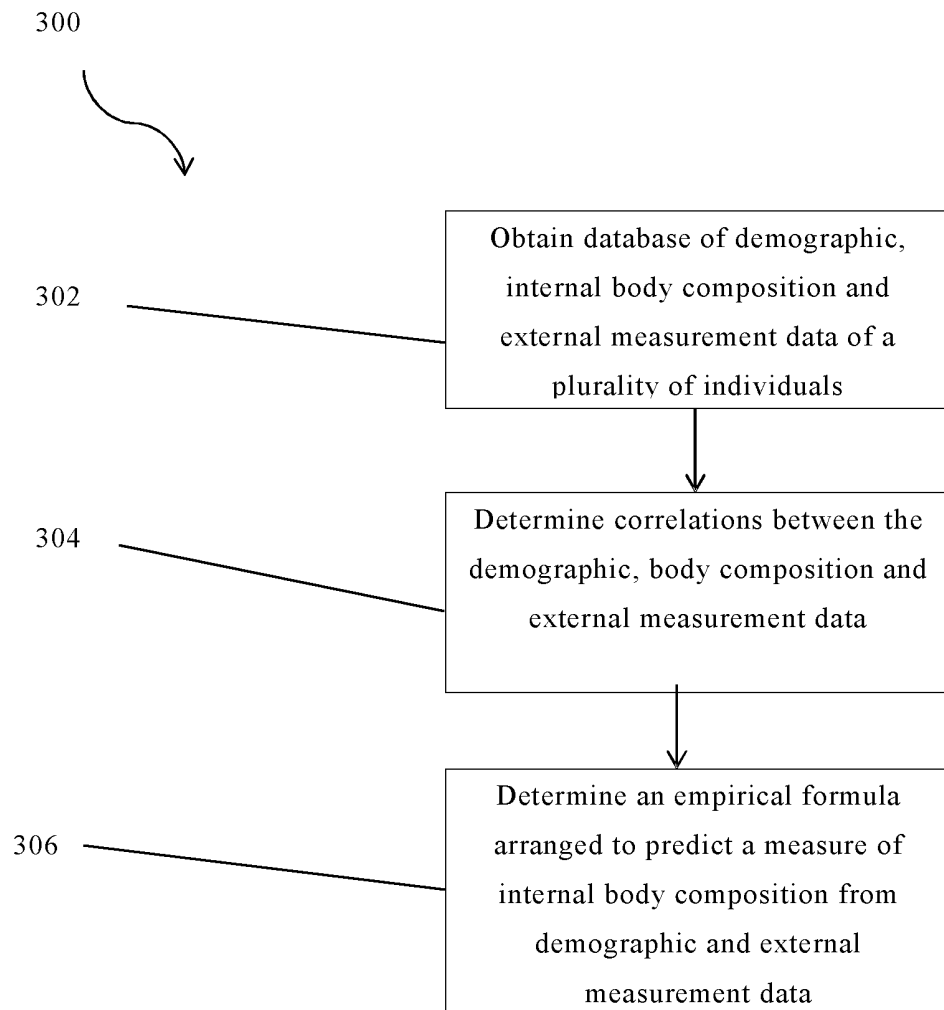 300
302
Obtain database of demographic,
internal body composition and
external measurement data of a
plurality of individuals
304
Determine correlations between the
demographic, body composition and
external measurement data
306
Determine an empirical formula
arranged to predict a measure of
internal body composition from
demographic and external
measurement data